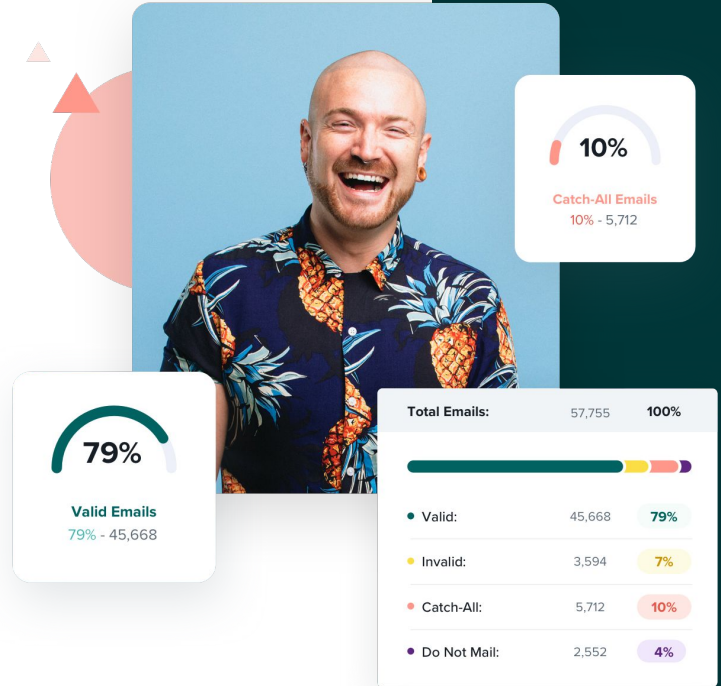 10%
Catch-All Emails
10% - 5,712
79%
Valid Emails
79% - 45,668
Total Emails: 57,755 100%
Valid: 45,668 79%
Invalid: 3,594 7%
Catch-All: 5,712 10%
Do Not Mail: 2,552 4%